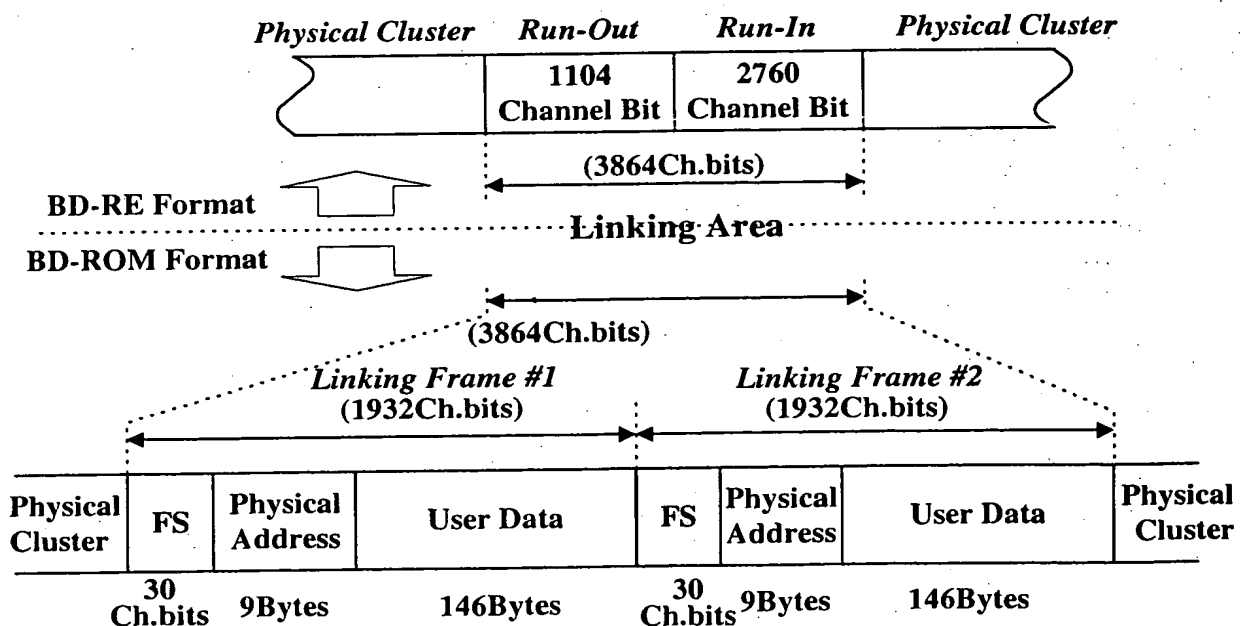 Physical Cluster Run-Out Run-In Physical Cluster
1104 2760
Channel Bit Channel Bit
(3864Ch.bits)
BD-RE Format
Linking Area
BD-ROM Format
(3864Ch.bits)
Linking Frame #1 Linking Frame #2
(1932Ch.bits) (1932Ch.bits)
Physical Cluster FS Physical Address User Data FS Physical Address User Data Physical Cluster
30 Ch.bits 9Bytes 146Bytes 30 Ch.bits 9Bytes 146Bytes